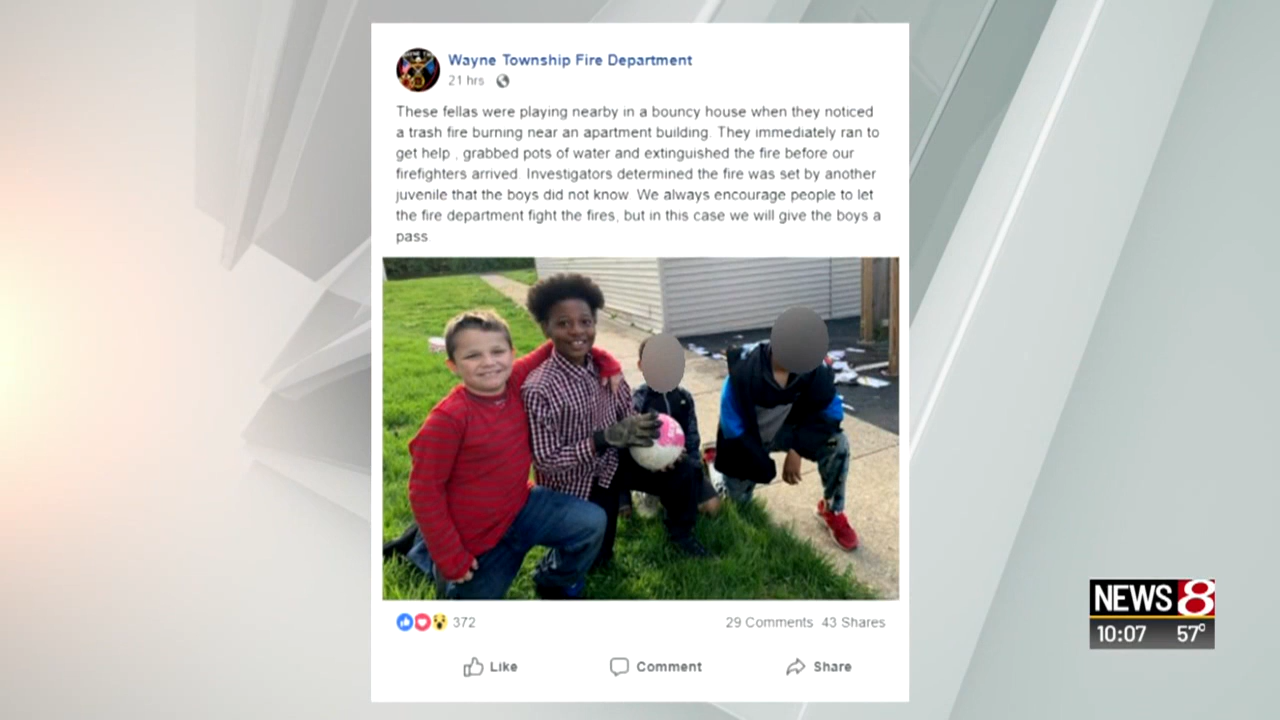 Wayne Township Fire Department
21 hrs
These fellas were playing nearby in a bouncy house when they noticed
a trash fire burning near an apartment building. They immediately ran to
get help , grabbed pots of water and extinguished the fire before our
firefighters arrived. Investigators determined the fire was set by another
juvenile that the boys did not know. We always encourage people to let
the fire department fight the fires, but in this case we will give the boys a
pass.
372
29 Comments 43 Shares
Like Comment Share
NEWS 8
10:07 57°